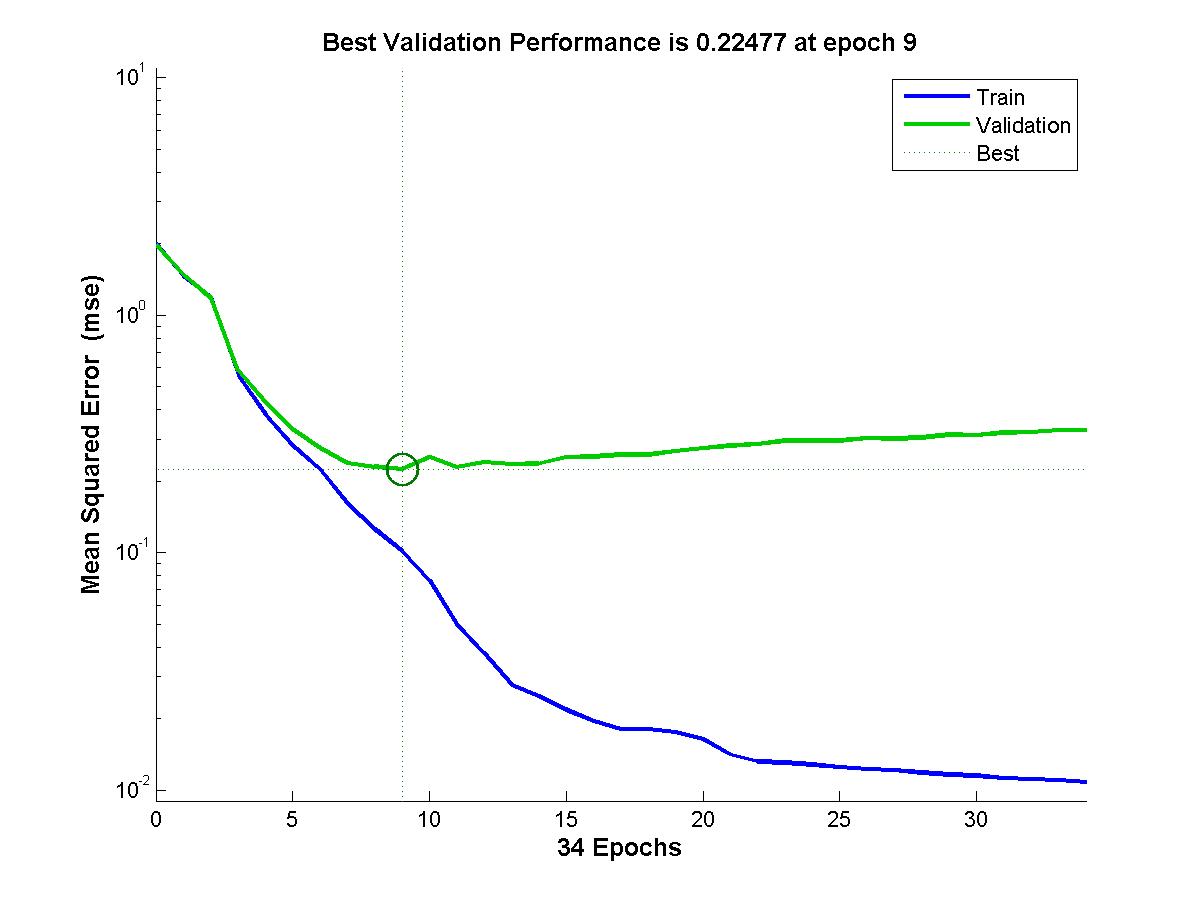 Best Validation Performance is 0.22477 at epoch 9
10^1
10^0
10^-1
10^-2
Mean Squared Error (mse)
Train
Validation
Best
0 5 10 15 20 25 30
34 Epochs